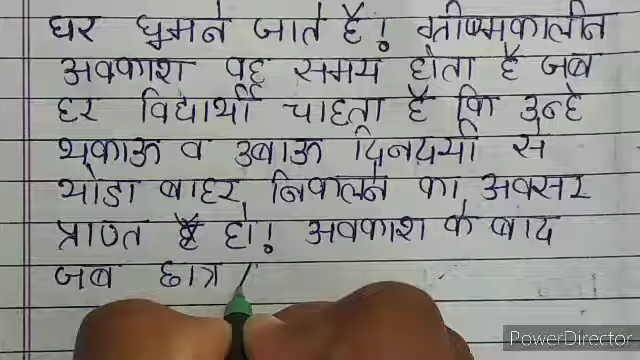 घर घुमने जाते है! ग्रीष्मकालीन
अवकाश वह समय होता है जब
हर विद्यार्थी चाहता है कि उन्हे
थकाऊ व उबाऊ दिनचर्या से
थोडा बाहर निकलने का अवसर
प्राप्त हो! अवकाश के बाद
जब छात्र
PowerDirector